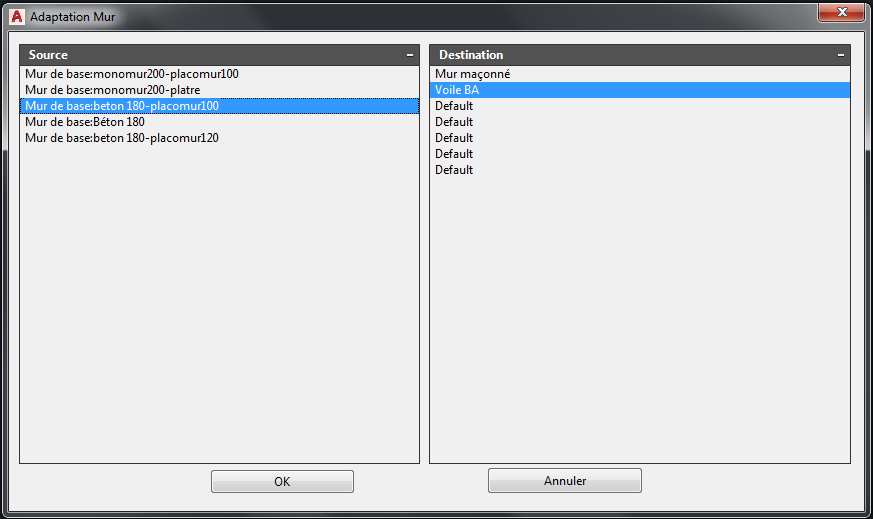 Adaptation Mur
Source
Mur de base:monomur200-placomur100
Mur de base:monomur200-platre
Mur de base:beton 180-placomur100
Mur de base:Béton 180
Mur de base:beton 180-placomur120
Destination
Mur maçonné
Voile BA
Default
Default
Default
Default
Default
OK
Annuler